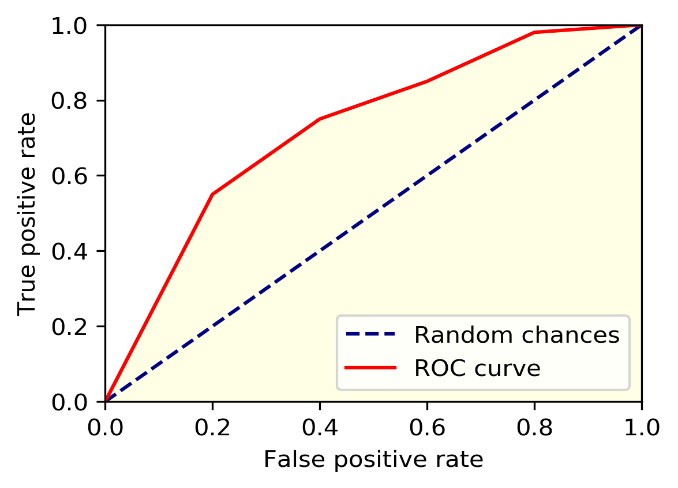 1.0
0.8
0.6
0.4
0.2
0.0
True positive rate
Random chances
ROC curve
0.0 0.2 0.4 0.6 0.8 1.0
False positive rate